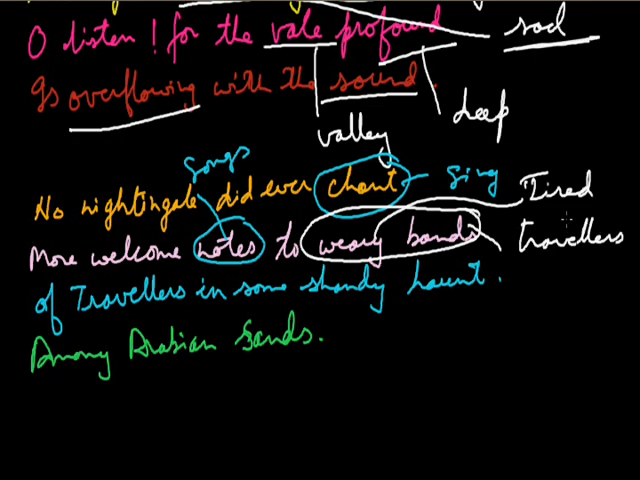 sad
O listen! for the vale profound
Is overflowing with the sound.
deep
valley
Songs
No nightingale did ever chant
Sing
Tired
More welcome notes to weary bands
travellers
of Travellers in some shandy haunt.
Among Arabian Sands.